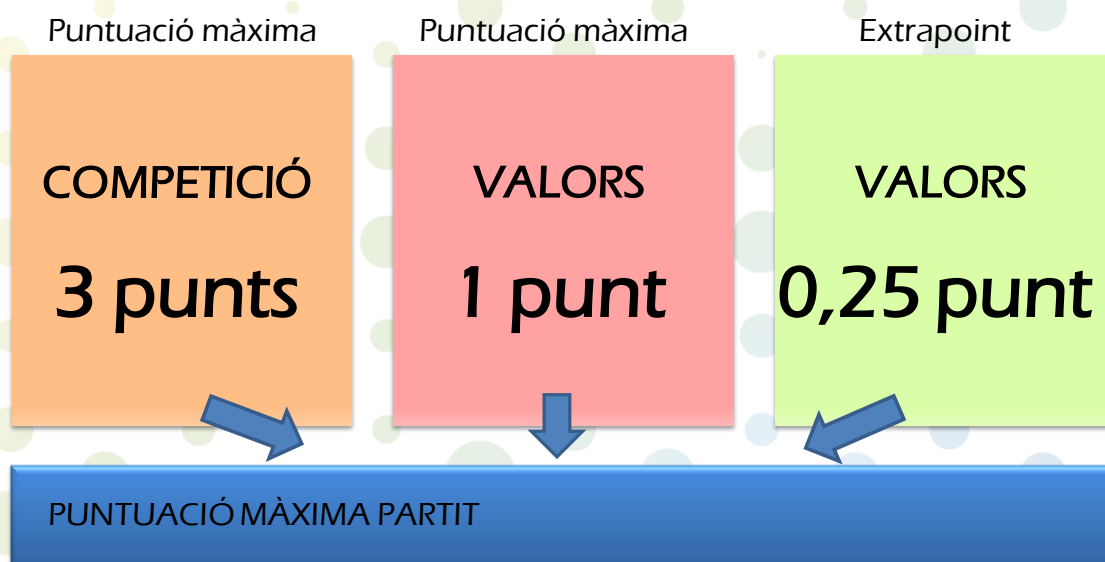 Puntuació màxima
COMPETICIÓ
3 punts
Puntuació màxima
VALORS
1 punt
Extrapoint
VALORS
0,25 punt
PUNTUACIÓ MÀXIMA PARTIT